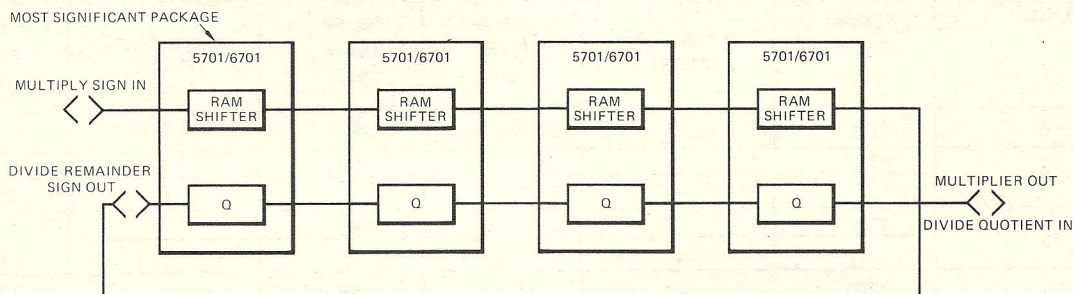 MOST SIGNIFICANT PACKAGE
5701/6701
5701/6701
5701/6701
5701/6701
MULTIPLY SIGN IN
RAM
SHIFTER
RAM
SHIFTER
RAM
SHIFTER
RAM
SHIFTER
DIVIDE REMAINDER
SIGN OUT
Q
Q
Q
Q
MULTIPLIER OUT
DIVIDE QUOTIENT IN